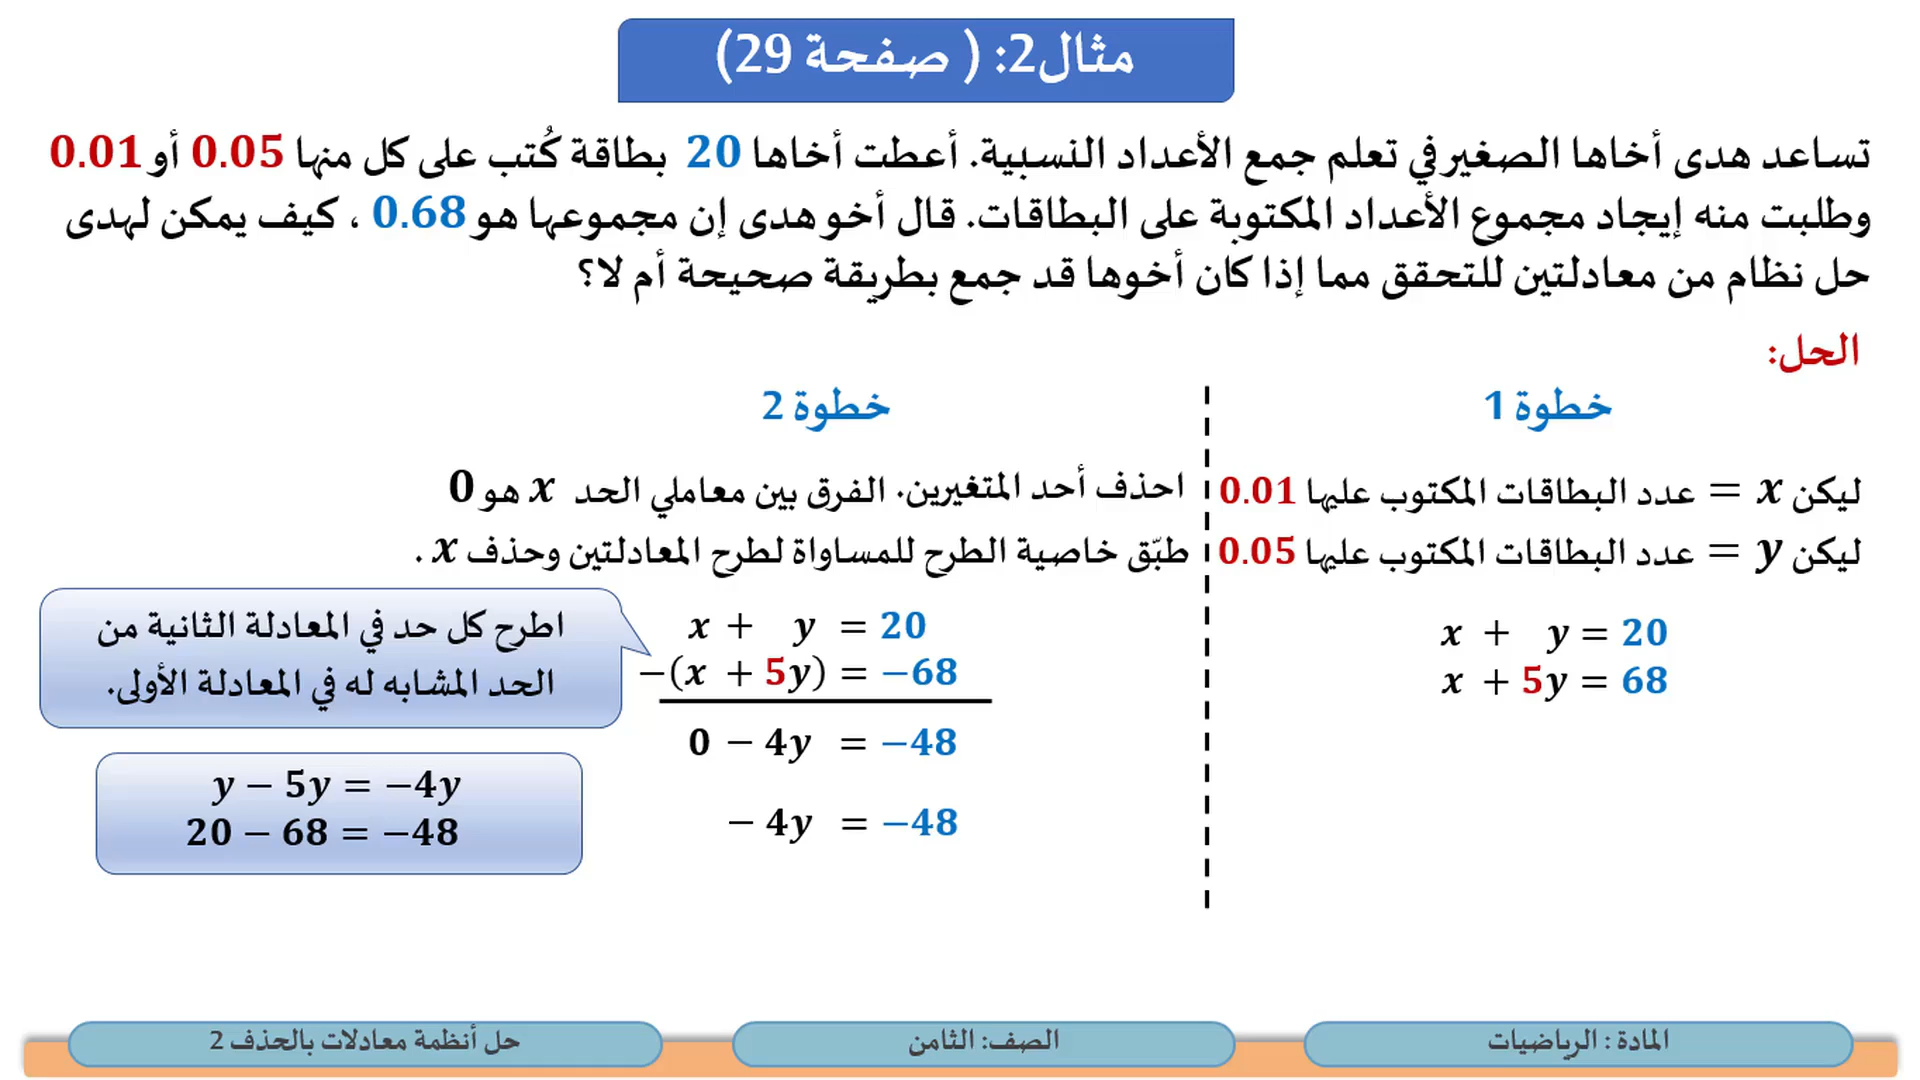 مثال2: ( صفحة 29)
تساعد هدى أخاها الصغير في تعلم جمع الأعداد النسبية. أعطت أخاها 20 بطاقة كُتب على كل منها 0.05 أو 0.01
وطلبت منه إيجاد مجموع الأعداد المكتوبة على البطاقات. قال أخو هدى إن مجموعها هو 0.68 ، كيف يمكن لهدى
حل نظام من معادلتين للتحقق مما إذا كان أخوها قد جمع بطريقة صحيحة أم لا؟
الحل:
خطوة 1
ليكن x = عدد البطاقات المكتوب عليها 0.01
ليكن y = عدد البطاقات المكتوب عليها 0.05
x + y = 20
x + 5y = 68
خطوة 2
احذف أحد المتغيرين. الفرق بين معاملي الحد x هو 0
طبّق خاصية الطرح للمساواة لطرح المعادلتين وحذف x .
x + y = 20
−(x + 5y) = −68
0 − 4y = −48
− 4y = −48
اطرح كل حد في المعادلة الثانية من
الحد المشابه له في المعادلة الأولى.
y − 5y = −4y
20 − 68 = −48
المادة : الرياضيات
الصف: الثامن
حل أنظمة معادلات بالحذف 2